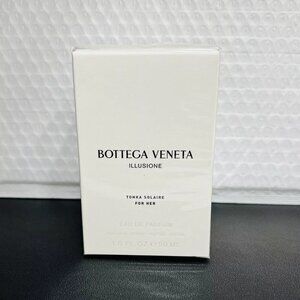 BOTTEGA VENETA
ILLUSIONE
TONKA SOLAIRE
FOR HER
EAU DE PARFUM